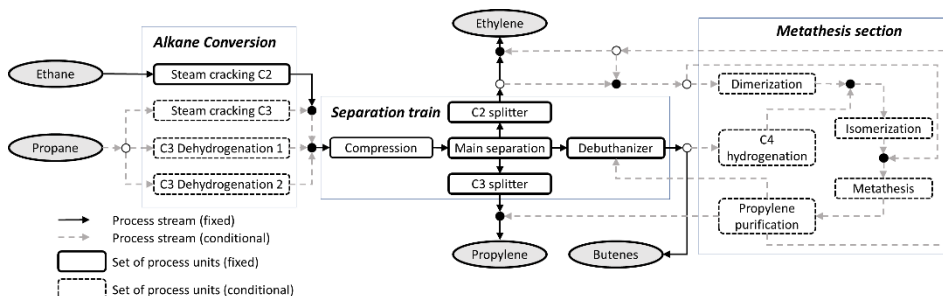 Ethylene
Alkane Conversion
Metathesis section
Ethane
Steam cracking C2
Dimerization
Steam cracking C3
Separation train
C2 splitter
Isomerization
Propane
C3 Dehydrogenation 1
Compression
Main separation
Debuthanizer
C4
hydrogenation
C3 Dehydrogenation 2
C3 splitter
Metathesis
Process stream (fixed)
Process stream (conditional)
Propylene
purification
Set of process units (fixed)
Propylene
Butenes
Set of process units (conditional)